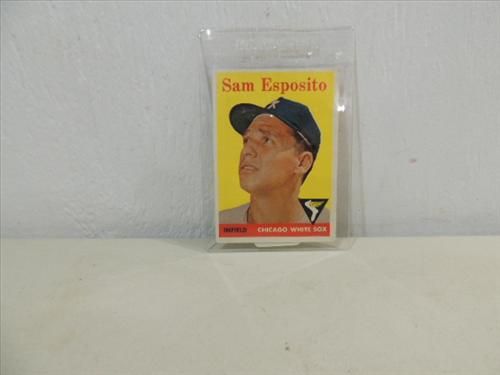 Sam Esposito
INFIELD CHICAGO WHITE SOX